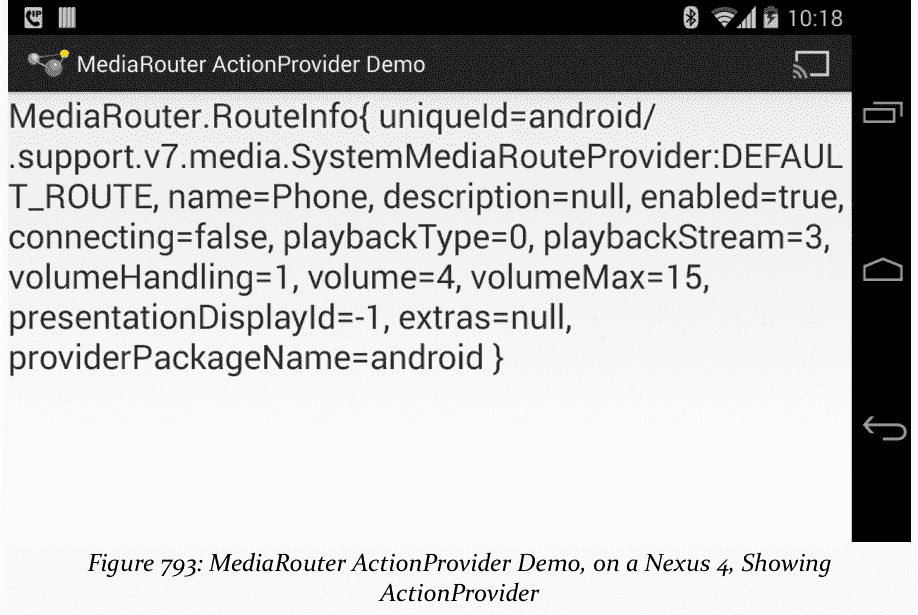 10:18
MediaRouter ActionProvider Demo
MediaRouter.RouteInfo{ uniqueId=android/
.support.v7.media.SystemMediaRouteProvider:DEFAUL
T_ROUTE, name=Phone, description=null, enabled=true,
connecting=false, playbackType=0, playbackStream=3,
volumeHandling=1, volume=4, volumeMax=15,
presentationDisplayId=-1, extras=null,
providerPackageName=android }
Figure 793: MediaRouter ActionProvider Demo, on a Nexus 4, Showing
ActionProvider